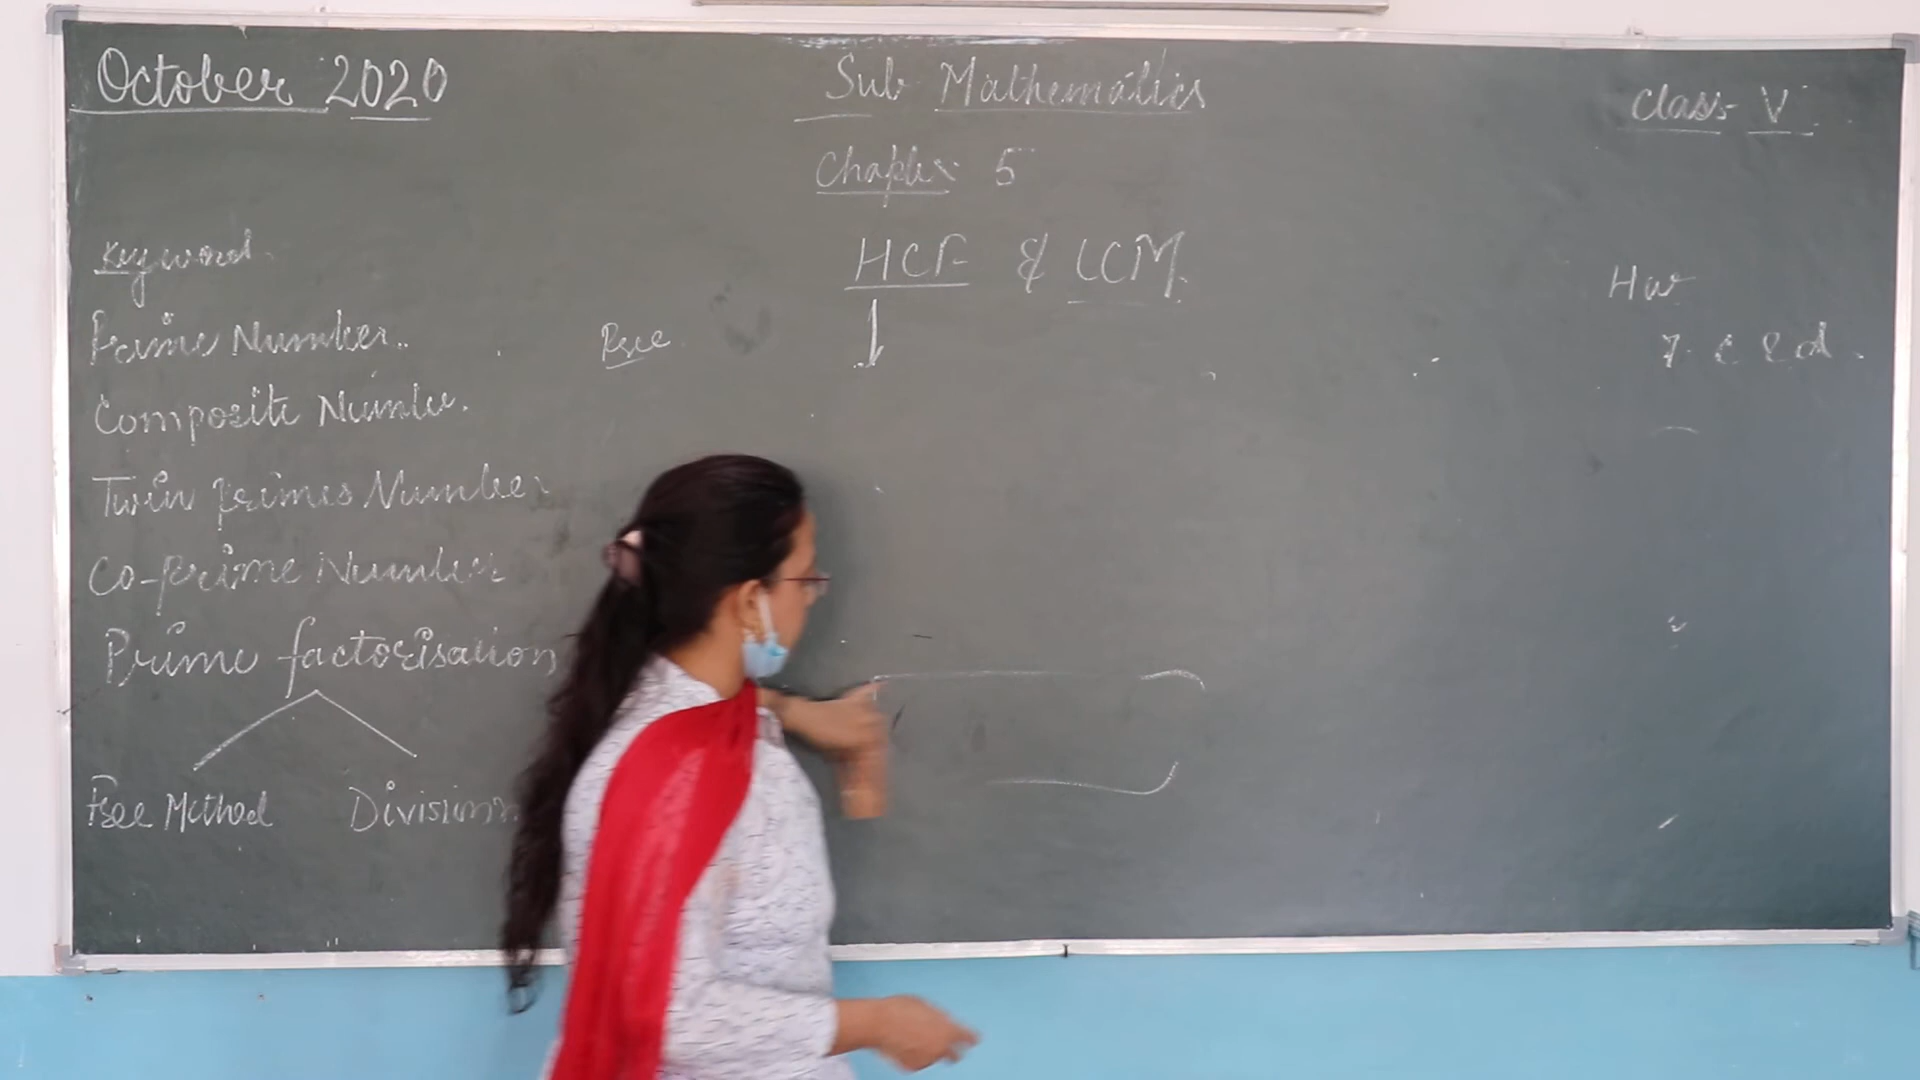 October 2020
Sub Mathematics
Class V
Chapter 5
HCF & LCM
Keyword
Prime Number
Composite Number
Twin primes Number
Co-prime Number
Prime factorisation
Tree Method Division
Tree
Hw
7. c & d